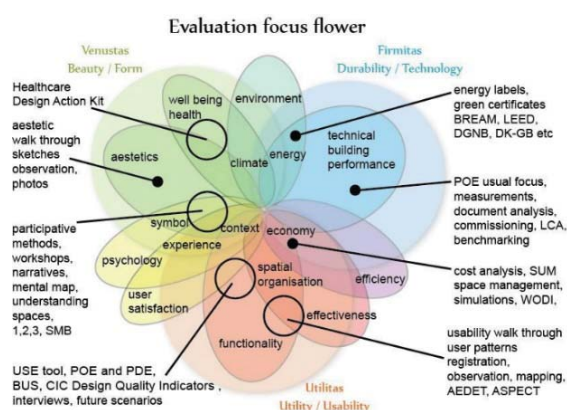 Evaluation focus flower
Venustas
Beauty / Form
Firmitas
Durability / Technology
Healthcare
Design Action Kit
aestetic
walk through
sketches
observation,
photos
participative
methods,
workshops,
narratives,
mental map,
understanding
spaces,
1,2,3, SMB
USE tool, POE and PDE,
BUS, CIC Design Quality Indicators ,
interviews, future scenarios
well being
health
environment
aestetics
climate
energy
technical
building
performance
symbol
context
economy
experience
psychology
user
satisfaction
spatial
organisation
efficiency
effectiveness
functionality
energy labels,
green certificates
BREAM, LEED,
DGNB, DK-GB etc
POE usual focus,
measurements,
document analysis,
commissioning, LCA,
benchmarking
cost analysis, SUM
space management,
simulations, WODI,
usability walk through
user patterns
registration,
observation, mapping,
AEDET, ASPECT
Utilitas
Utility / Usability